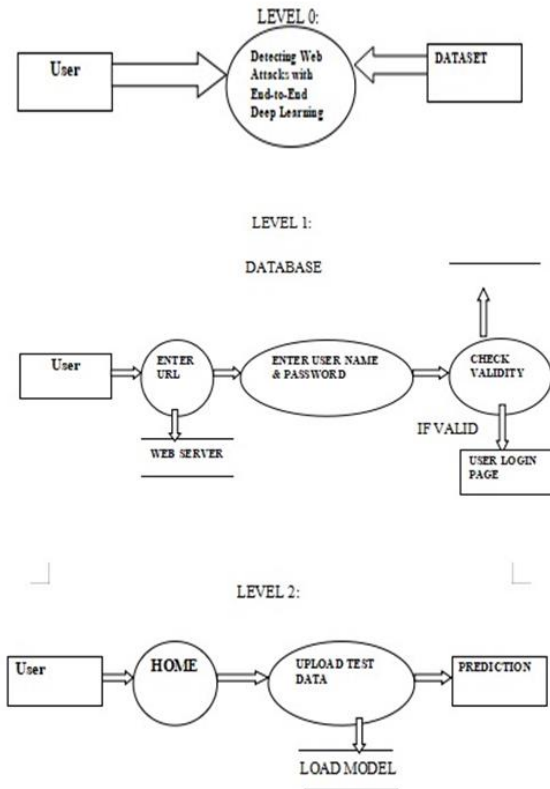 LEVEL 0:
User
Detecting Web
Attacks with
End-to-End
Deep Learning
DATASET
LEVEL 1:
DATABASE
User
ENTER
URL
ENTER USER NAME
& PASSWORD
CHECK
VALIDITY
IF VALID
WEB SERVER
USER LOGIN
PAGE
LEVEL 2:
User
HOME
UPLOAD TEST
DATA
PREDICTION
LOAD MODEL